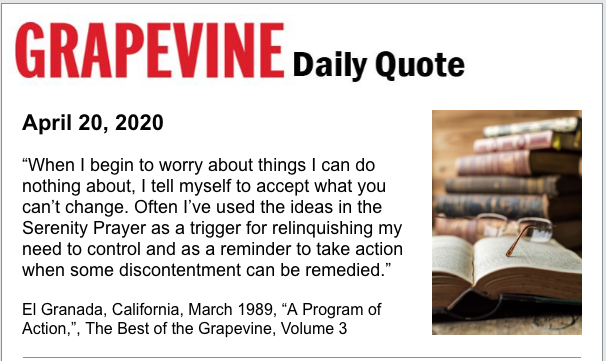 GRAPEVINE Daily Quote
April 20, 2020
“When I begin to worry about things I can do
nothing about, I tell myself to accept what you
can’t change. Often I’ve used the ideas in the
Serenity Prayer as a trigger for relinquishing my
need to control and as a reminder to take action
when some discontentment can be remedied.”
El Granada, California, March 1989, “A Program of
Action,”, The Best of the Grapevine, Volume 3